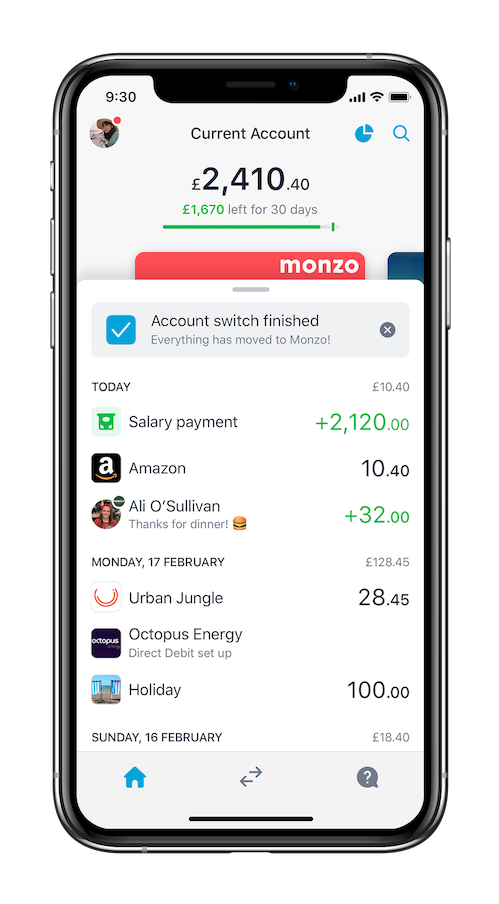 9:30
Current Account
£2,410.40
£1,670 left for 30 days
monzo
Account switch finished
Everything has moved to Monzo!
TODAY £10.40
Salary payment +2,120.00
Amazon 10.40
Ali O’Sullivan +32.00
Thanks for dinner! 🍔
MONDAY, 17 FEBRUARY £128.45
Urban Jungle 28.45
octopus
energy
Octopus Energy
Direct Debit set up
Holiday 100.00
SUNDAY, 16 FEBRUARY £18.40
?